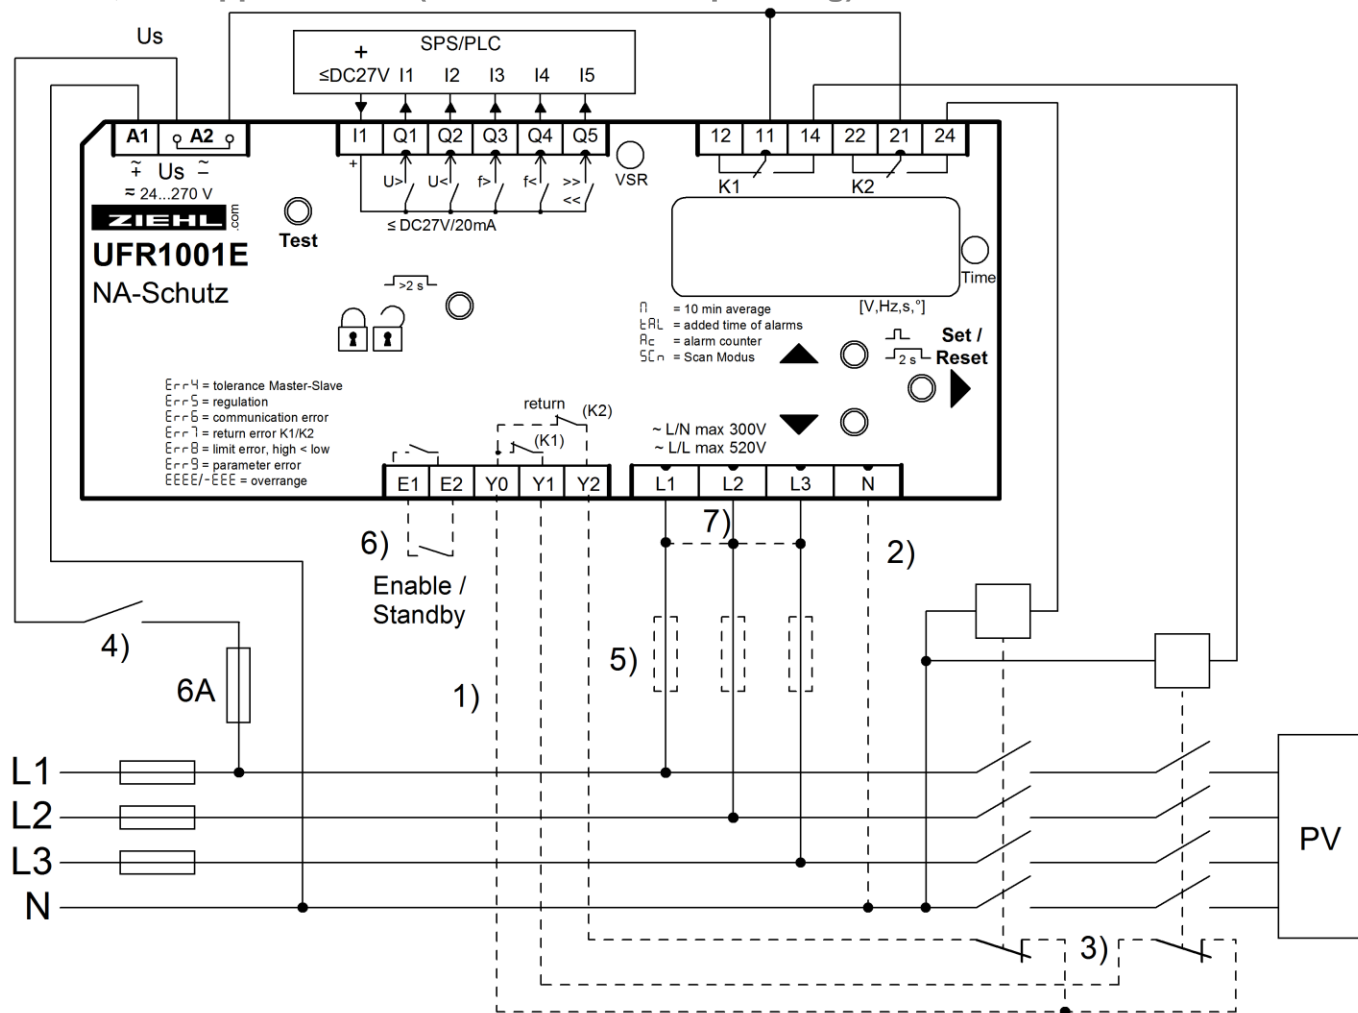 Us
SPS/PLC
+
≤DC27V I1 I2 I3 I4 I5
A1 A2
I1 Q1 Q2 Q3 Q4 Q5
12 11 14 22 21 24
~ + Us ~ −
≂ 24...270 V
+
U> U< f> f< >> <<
VSR
≤ DC27V/20mA
K1
K2
ZIEHL .com
UFR1001E
NA-Schutz
Test
>2 s
Time
[V,Hz,s,°]
n = 10 min average
tAL = added time of alarms
Ac = alarm counter
SCn = Scan Modus
Set /
Reset
2 s
Err4 = tolerance Master-Slave
Err5 = regulation
Err6 = communication error
Err7 = return error K1/K2
Err8 = limit error, high < low
Err9 = parameter error
EEEE/-EEE = overrange
return (K2)
(K1)
~ L/N max 300V
~ L/L max 520V
E1 E2 Y0 Y1 Y2
L1 L2 L3 N
6)
Enable /
Standby
7)
2)
4)
6A
1)
5)
L1
L2
L3
N
PV
3)